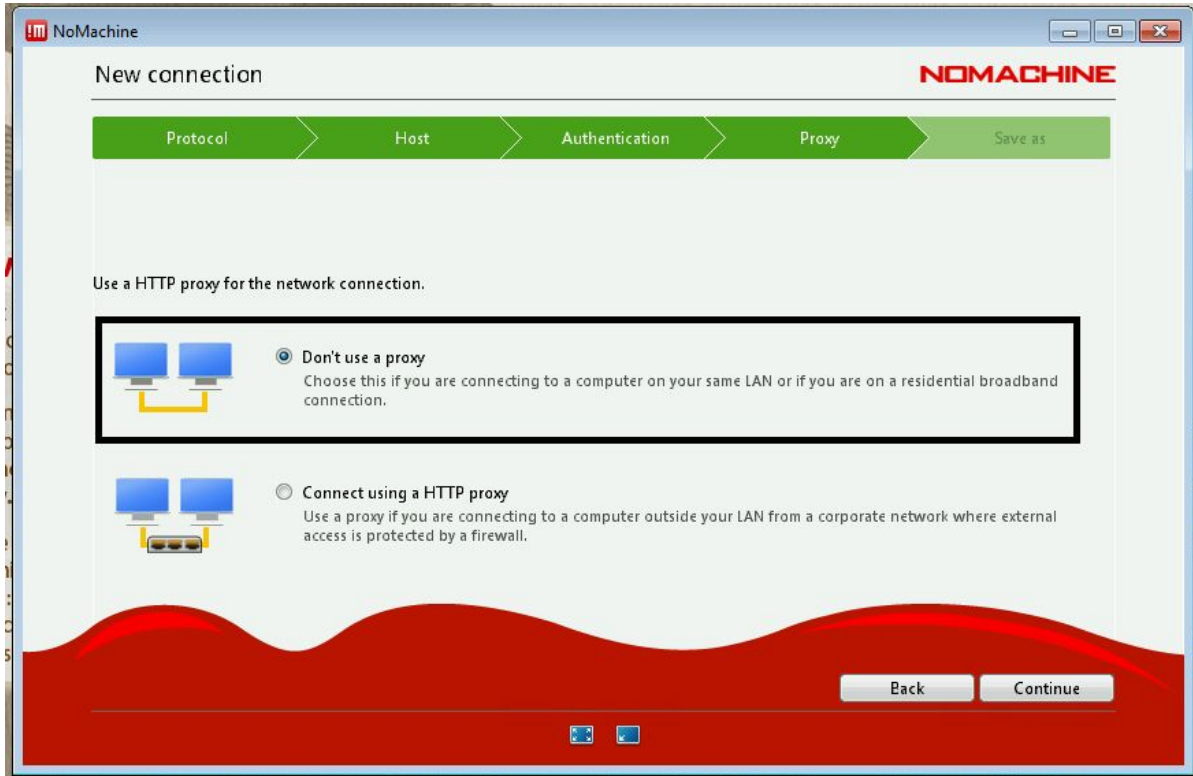 !M NoMachine
New connection
NOMACHINE
Protocol
Host
Authentication
Proxy
Save as
Use a HTTP proxy for the network connection.
Don't use a proxy
Choose this if you are connecting to a computer on your same LAN or if you are on a residential broadband
connection.
Connect using a HTTP proxy
Use a proxy if you are connecting to a computer outside your LAN from a corporate network where external
access is protected by a firewall.
Back
Continue